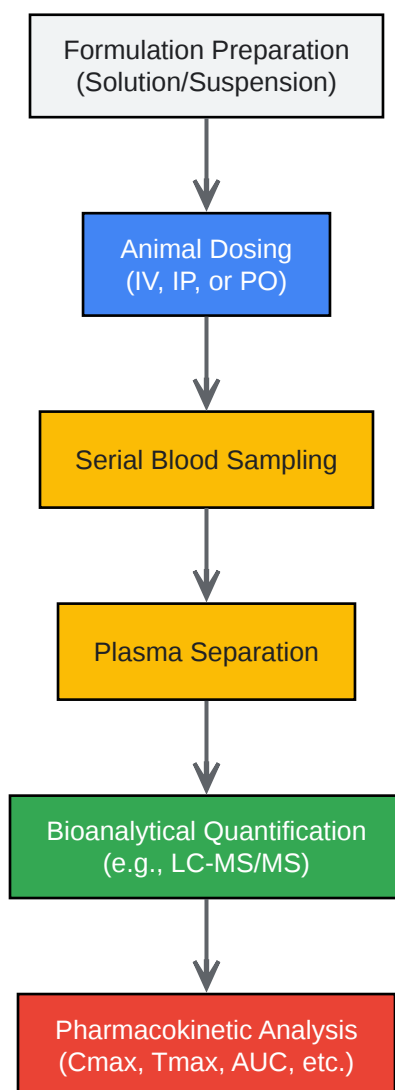 Formulation Preparation
(Solution/Suspension)
Animal Dosing
(IV, IP, or PO)
Serial Blood Sampling
Plasma Separation
Bioanalytical Quantification
(e.g., LC-MS/MS)
Pharmacokinetic Analysis
(Cmax, Tmax, AUC, etc.)